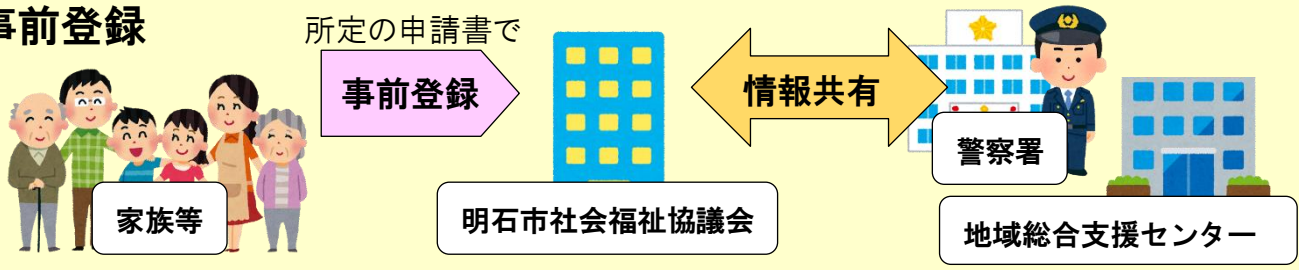 事前登録
所定の申請書で
事前登録
情報共有
警察署
家族等
明石市社会福祉協議会
地域総合支援センター